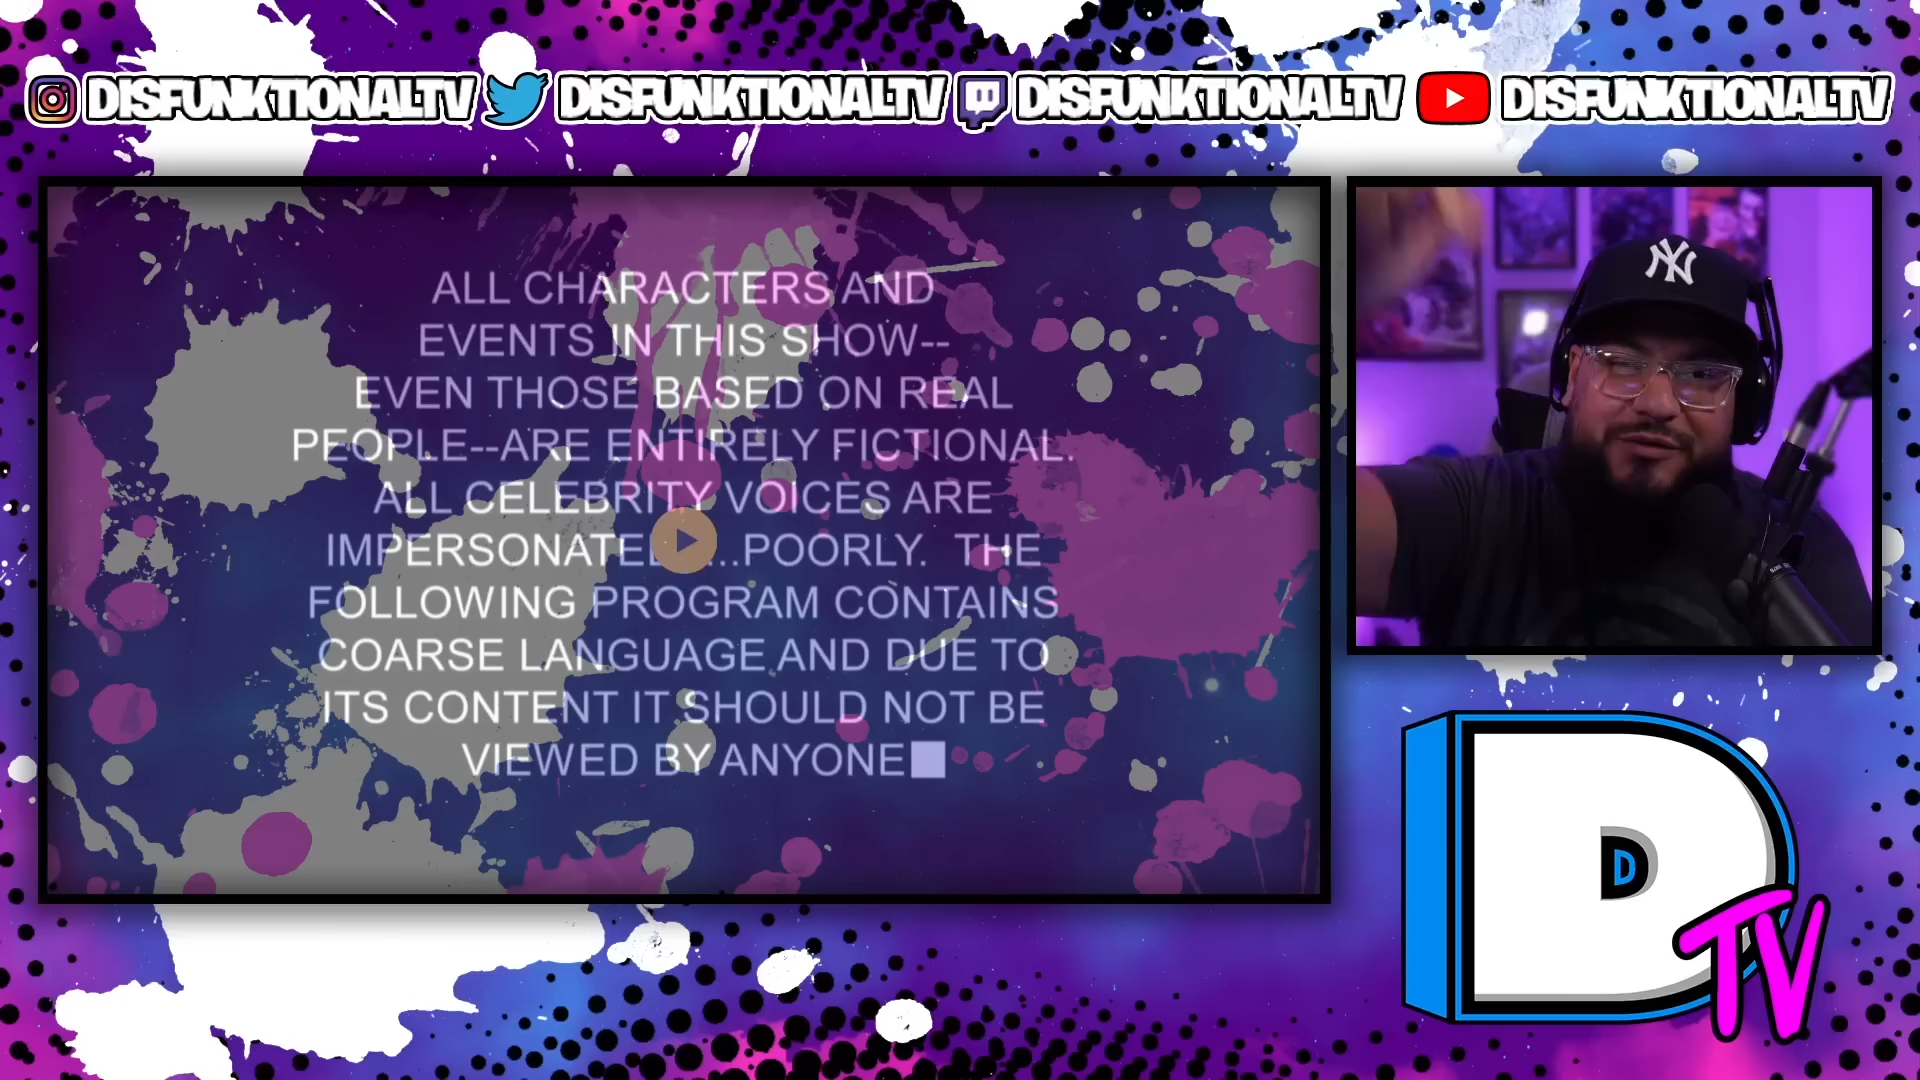 DISFUNKTIONALTV DISFUNKTIONALTV DISFUNKTIONALTV DISFUNKTIONALTV
ALL CHARACTERS AND
EVENTS IN THIS SHOW--
EVEN THOSE BASED ON REAL
PEOPLE--ARE ENTIRELY FICTIONAL.
ALL CELEBRITY VOICES ARE
IMPERSONATED.....POORLY. THE
FOLLOWING PROGRAM CONTAINS
COARSE LANGUAGE AND DUE TO
ITS CONTENT IT SHOULD NOT BE
VIEWED BY ANYONE
NY
D
D
TV